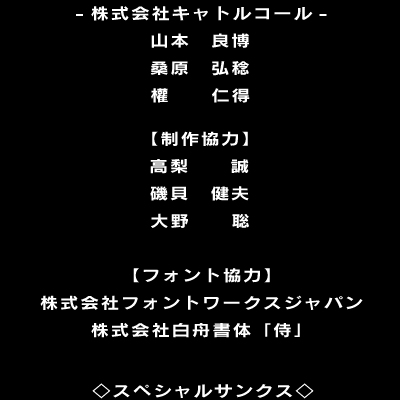 －株式会社キャトルコール－
山本　良博
桑原　弘稔
權　　仁得
【制作協力】
高梨　　誠
磯貝　健夫
大野　　聡
【フォント協力】
株式会社フォントワークスジャパン
株式会社白舟書体「侍」
◇スペシャルサンクス◇